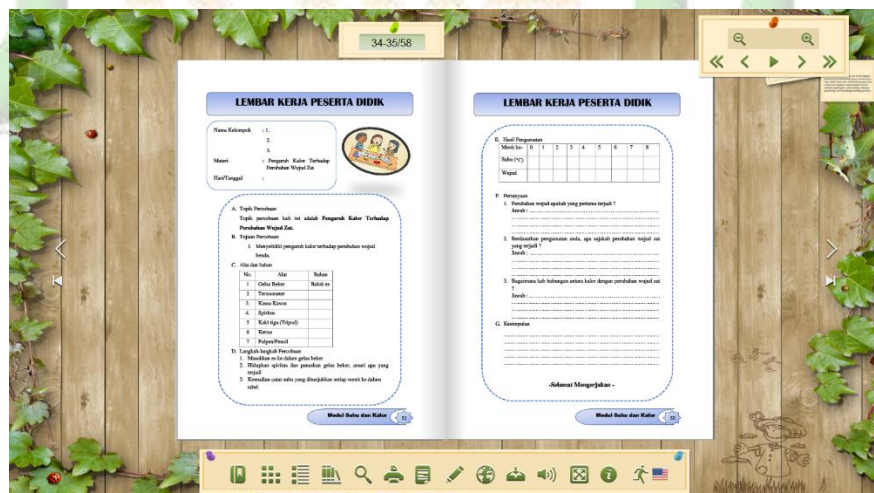 34-35/58
LEMBAR KERJA PESERTA DIDIK
Nama Kelompok : 1.
2.
3.
Materi : Pengaruh Kalor Terhadap
Perubahan Wujud Zat
Hari/Tanggal :
A. Topik Percobaan
Topik percobaan kali ini adalah Pengaruh Kalor Terhadap
Perubahan Wujud Zat.
B. Tujuan Percobaan
1. Menyelidiki pengaruh kalor terhadap perubahan wujud
benda.
C. Alat dan bahan
No. Alat Bahan
1 Gelas Beker Balok es
2 Termometer
3. Kassa Kawat
4. Spiritus
5 Kaki tiga (Tripod)
6 Kertas
7 Pulpen/Pensil
D. Langkah-langkah Percobaan
1. Masukkan es ke dalam gelas beker
2. Hidupkan spiritus dan panaskan gelas beker, amati apa yang
terjadi
3. Kemudian catat suhu yang ditunjukkan setiap menit ke dalam
tabel.
Modul Suhu dan Kalor 31
LEMBAR KERJA PESERTA DIDIK
E. Hasil Pengamatan
Menit ke- 0 1 2 3 4 5 6 7 8
Suhu (°C)
Wujud
F. Pertanyaan
1. Perubahan wujud apakah yang pertama terjadi ?
Jawab :
2. Berdasarkan pengamatan anda, apa sajakah perubahan wujud zat
yang terjadi ?
Jawab :
3. Bagaimana kah hubungan antara kalor dengan perubahan wujud zat
?
Jawab :
G. Kesimpulan
-Selamat Mengerjakan -
Modul Suhu dan Kalor 32